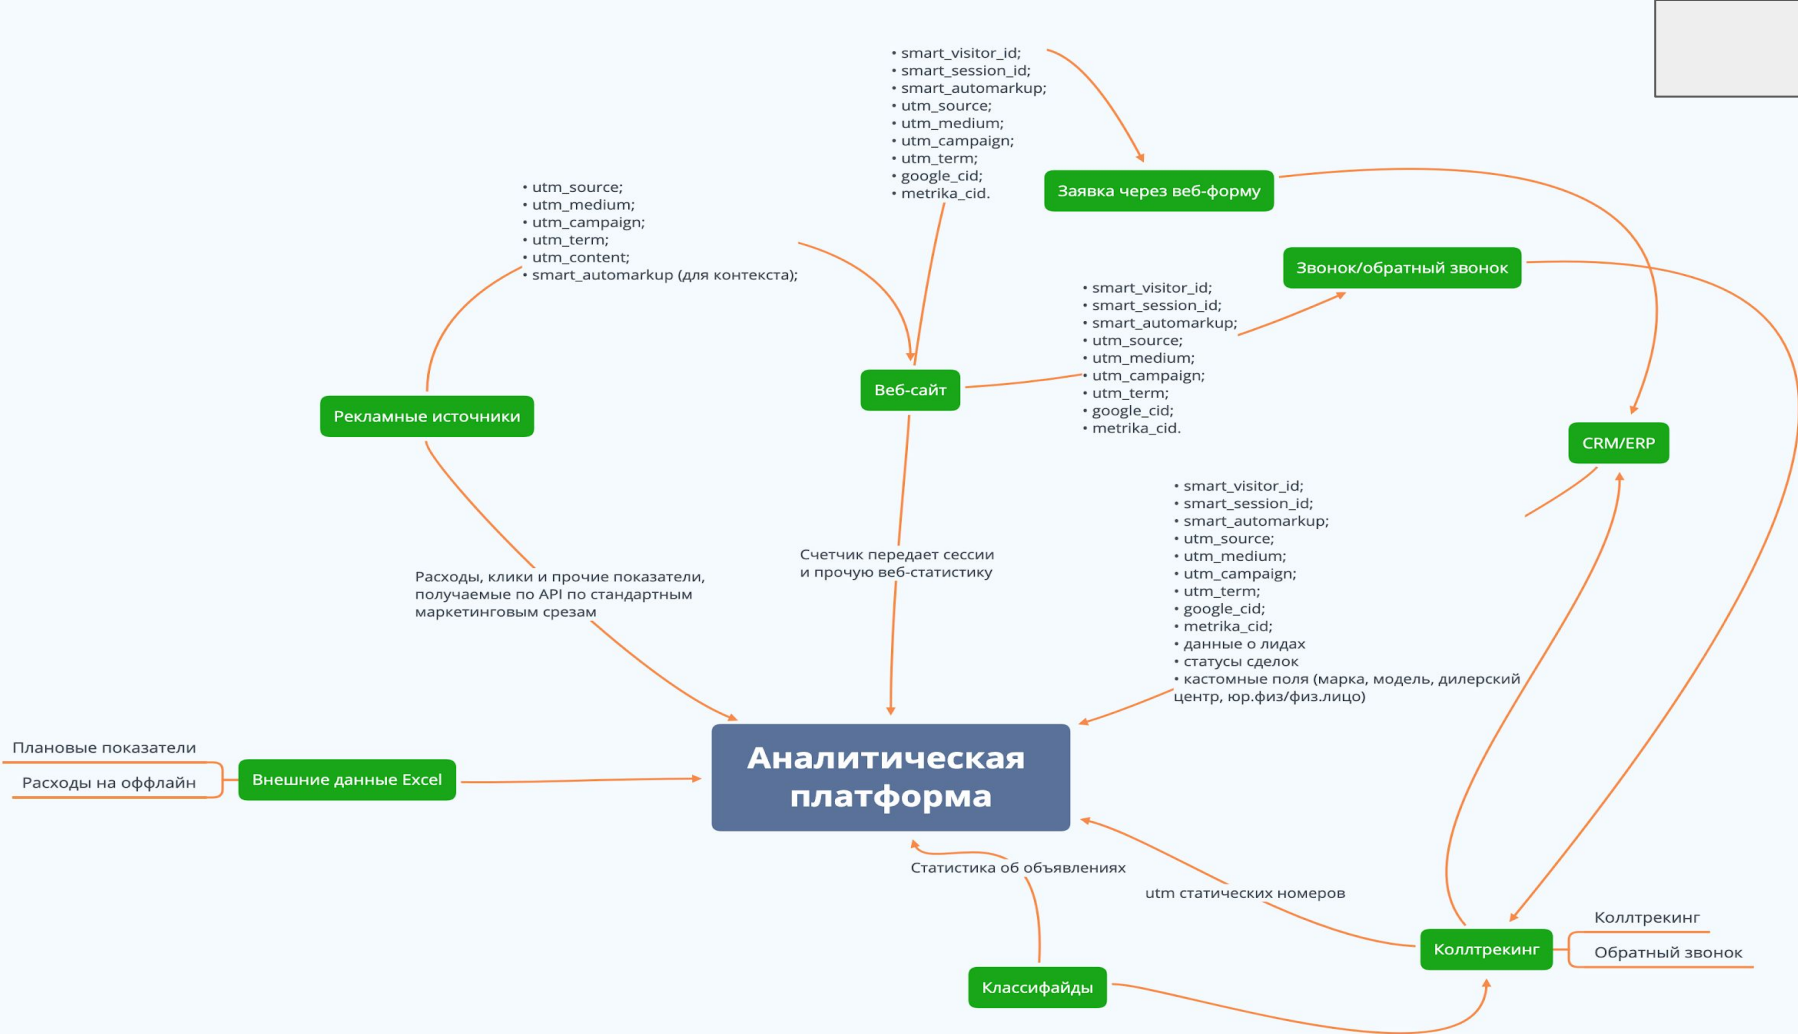 • smart_visitor_id;
• smart_session_id;
• smart_automarkup;
• utm_source;
• utm_medium;
• utm_campaign;
• utm_term;
• google_cid;
• metrika_cid.
Заявка через веб-форму
• utm_source;
• utm_medium;
• utm_campaign;
• utm_term;
• utm_content;
• smart_automarkup (для контекста);
Звонок/обратный звонок
• smart_visitor_id;
• smart_session_id;
• smart_automarkup;
• utm_source;
• utm_medium;
• utm_campaign;
• utm_term;
• google_cid;
• metrika_cid.
Веб-сайт
Рекламные источники
CRM/ERP
• smart_visitor_id;
• smart_session_id;
• smart_automarkup;
• utm_source;
• utm_medium;
• utm_campaign;
• utm_term;
• google_cid;
• metrika_cid;
• данные о лидах
• статусы сделок
• кастомные поля (марка, модель, дилерский
центр, юр.физ/физ.лицо)
Счетчик передает сессии
и прочую веб-статистику
Расходы, клики и прочие показатели,
получаемые по API по стандартным
маркетинговым срезам
Плановые показатели
Расходы на оффлайн
Внешние данные Excel
Аналитическая
платформа
Статистика об объявлениях
utm статических номеров
Коллтрекинг
Коллтрекинг
Обратный звонок
Классифайды